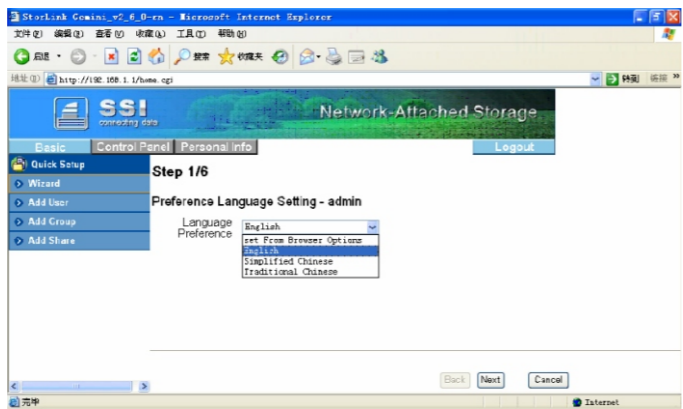 StorLink Gemini_v2_6_0-rn - Microsoft Internet Explorer
文件(F) 编辑(E) 查看(V) 收藏(A) 工具(T) 帮助(H)
后退 搜索 收藏夹
地址(D) http://192.168.1.1/home.cgi 转到 链接 »
SSI
connecting data
Network-Attached Storage
Basic Control Panel Personal Info Logout
Quick Setup
Wizard
Add User
Add Group
Add Share
Step 1/6
Preference Language Setting - admin
Language Preference
English
set From Browser Options
English
Simplified Chinese
Traditional Chinese
Back Next Cancel
完毕 Internet